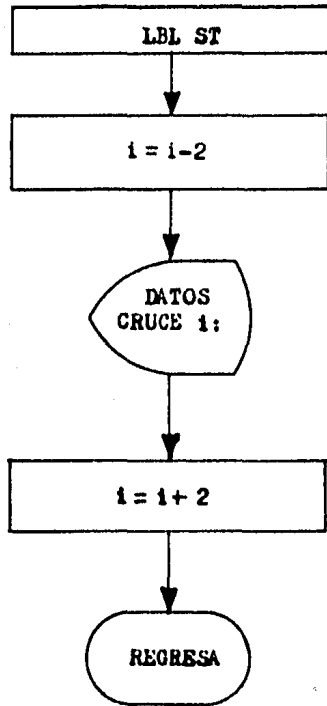 LBL ST
i = i-2
DATOS
CRUCE i:
i = i+ 2
REGRESA